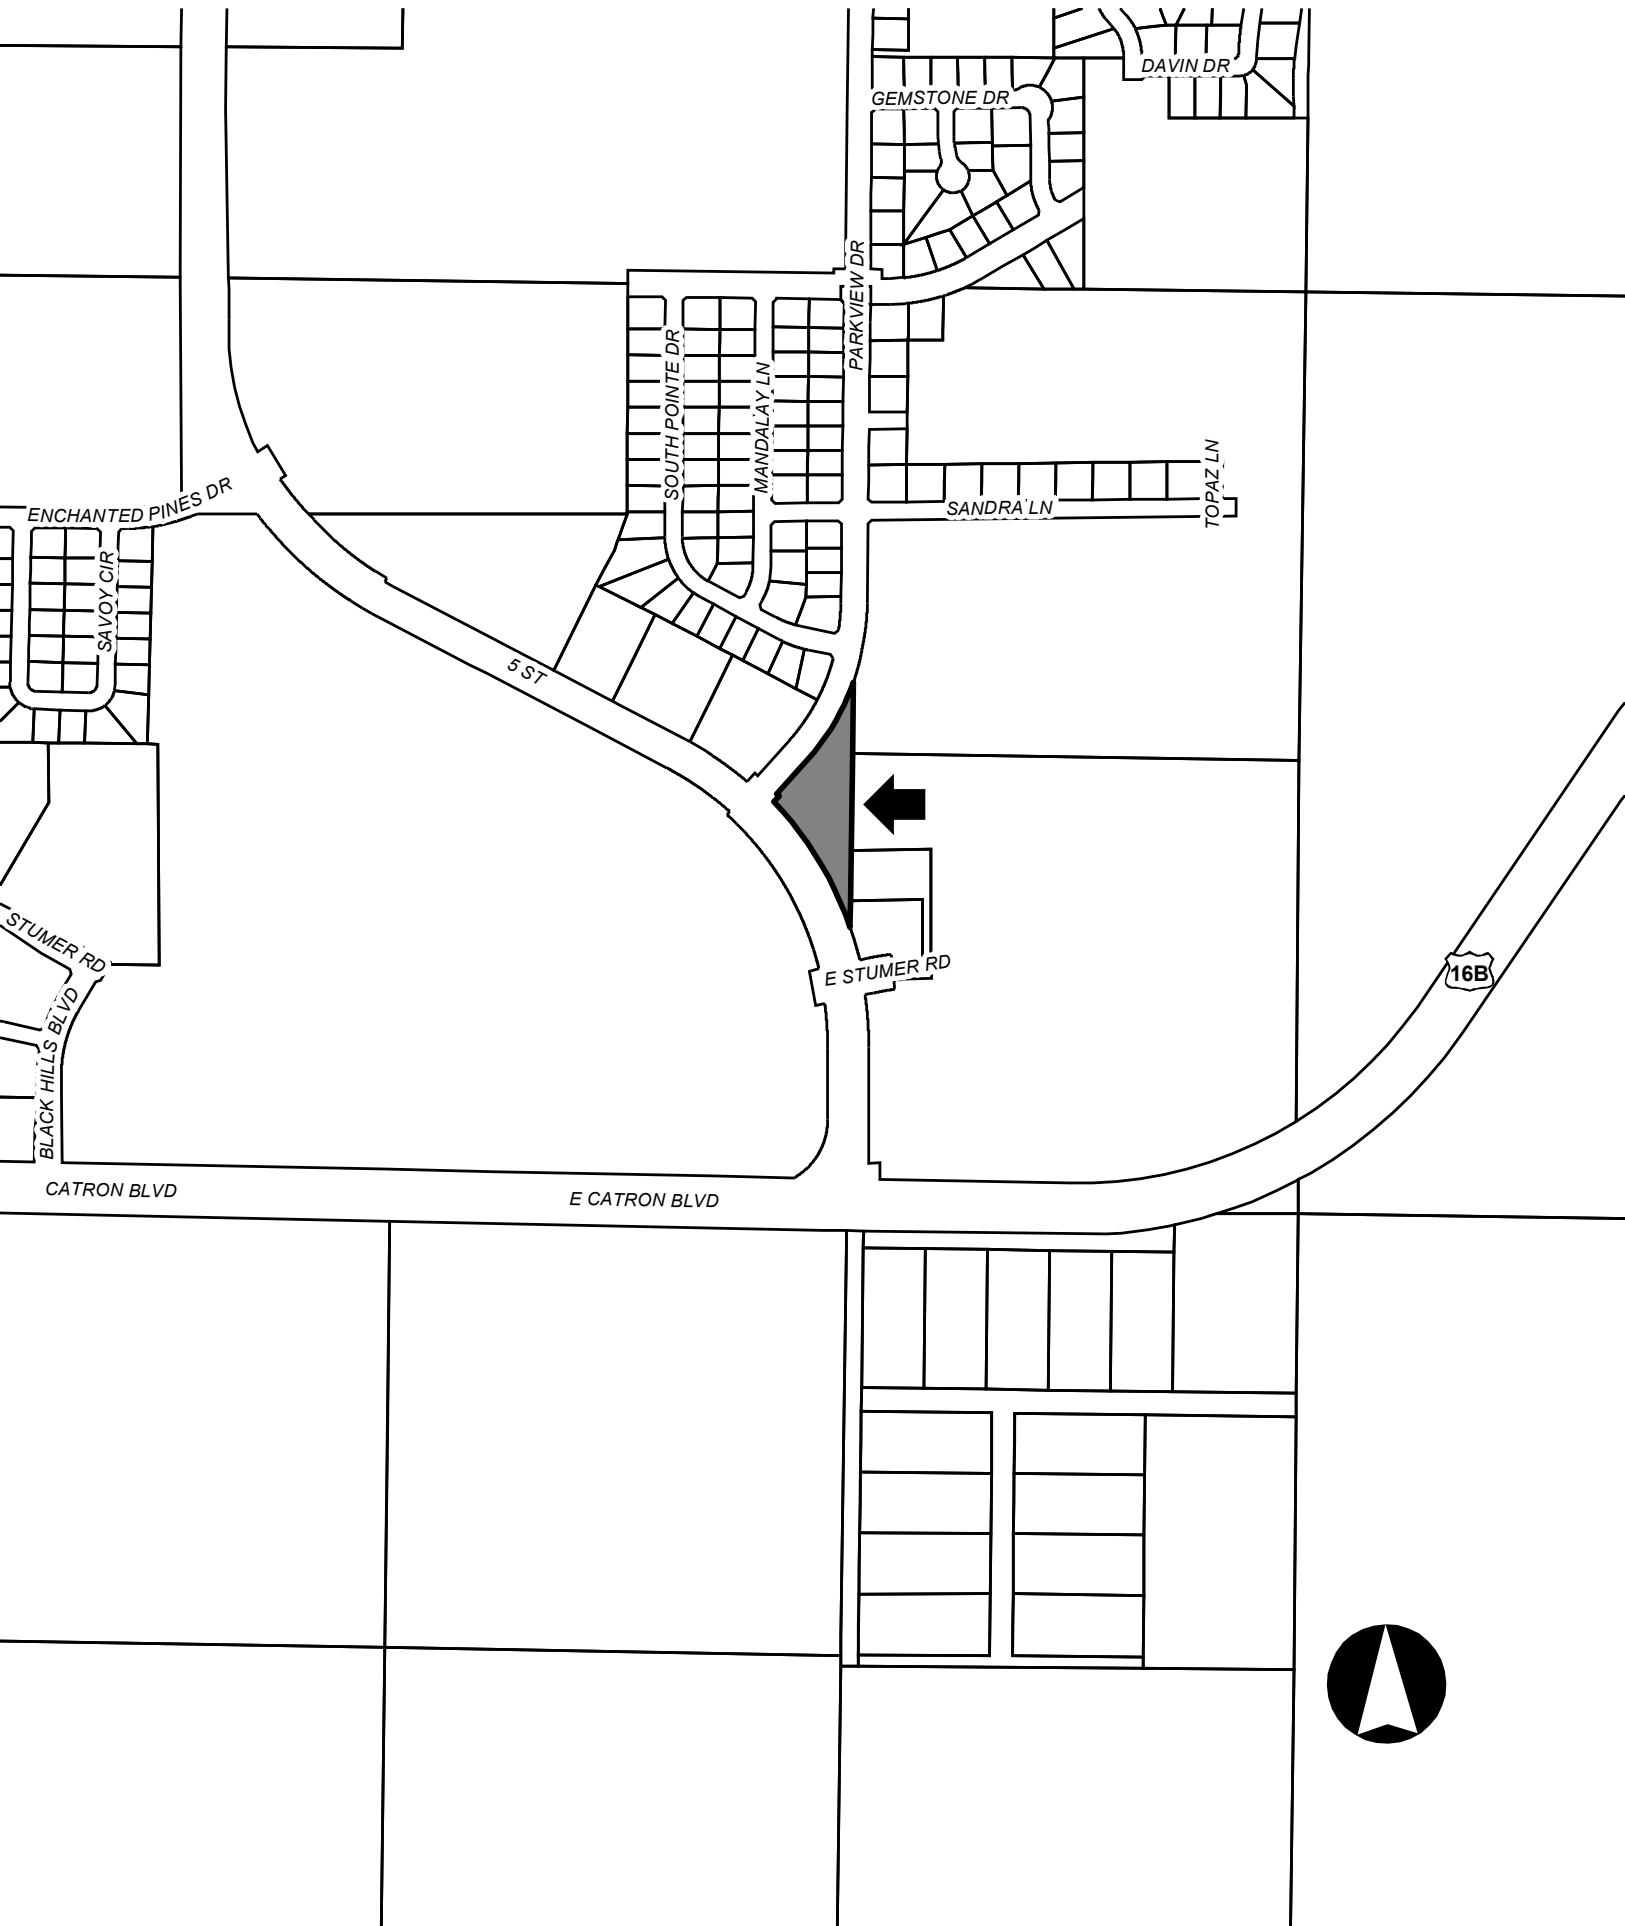 DAVIN DR
GEMSTONE DR
PARKVIEW DR
SOUTH POINTE DR
MANDALAY LN
TOPAZ LN
SANDRA LN
ENCHANTED PINES DR
SAVOY CIR
5 ST
STUMER RD
E STUMER RD
16B
BLACK HILLS BLVD
CATRON BLVD
E CATRON BLVD